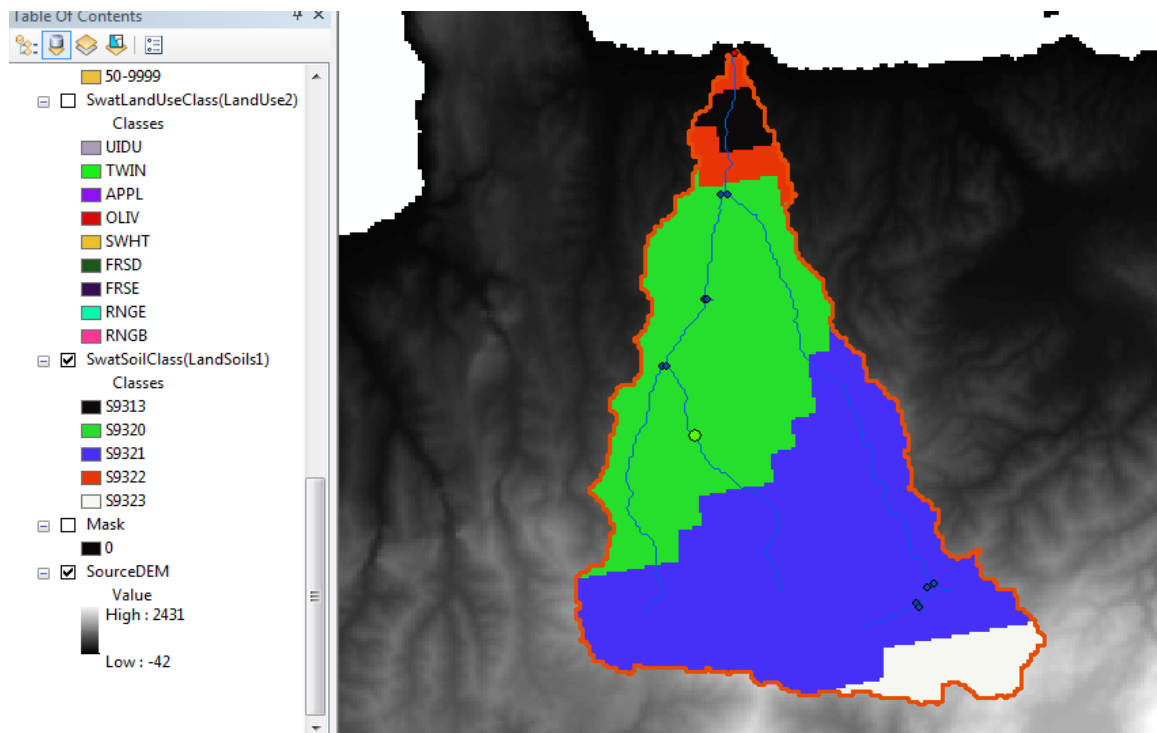 Table Of Contents
50-9999
SwatLandUseClass(LandUse2)
Classes
UIDU
TWIN
APPL
OLIV
SWHT
FRSD
FRSE
RNGE
RNGB
SwatSoilClass(LandSoils1)
Classes
S9313
S9320
S9321
S9322
S9323
Mask
0
SourceDEM
Value
High : 2431
Low : -42